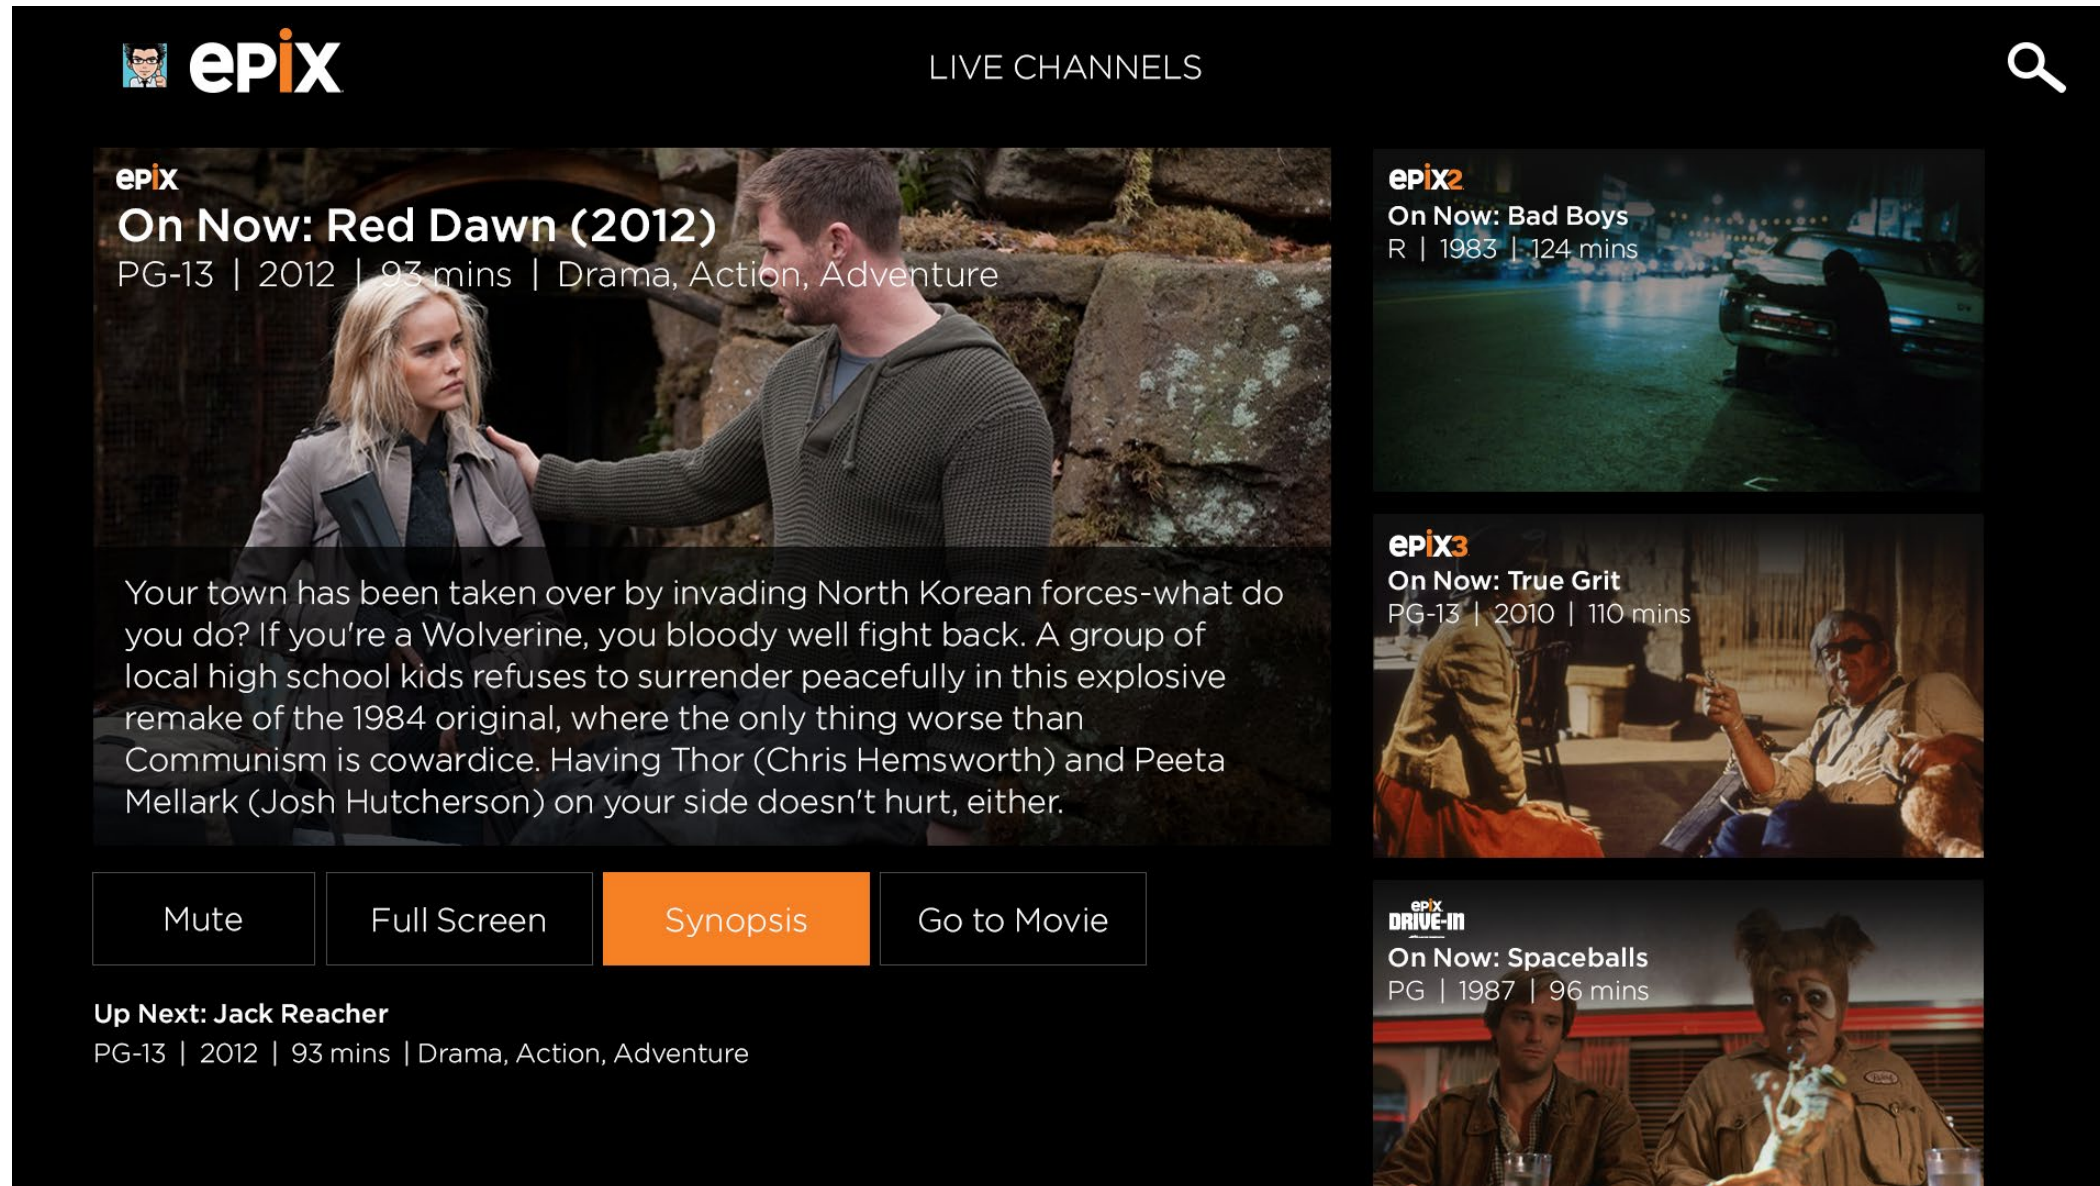 epix
LIVE CHANNELS
epix
On Now: Red Dawn (2012)
PG-13 | 2012 | 93 mins | Drama, Action, Adventure
Your town has been taken over by invading North Korean forces-what do
you do? If you're a Wolverine, you bloody well fight back. A group of
local high school kids refuses to surrender peacefully in this explosive
remake of the 1984 original, where the only thing worse than
Communism is cowardice. Having Thor (Chris Hemsworth) and Peeta
Mellark (Josh Hutcherson) on your side doesn't hurt, either.
Mute
Full Screen
Synopsis
Go to Movie
Up Next: Jack Reacher
PG-13 | 2012 | 93 mins | Drama, Action, Adventure
epix2
On Now: Bad Boys
R | 1983 | 124 mins
epix3
On Now: True Grit
PG-13 | 2010 | 110 mins
epix
DRIVE-IN
On Now: Spaceballs
PG | 1987 | 96 mins